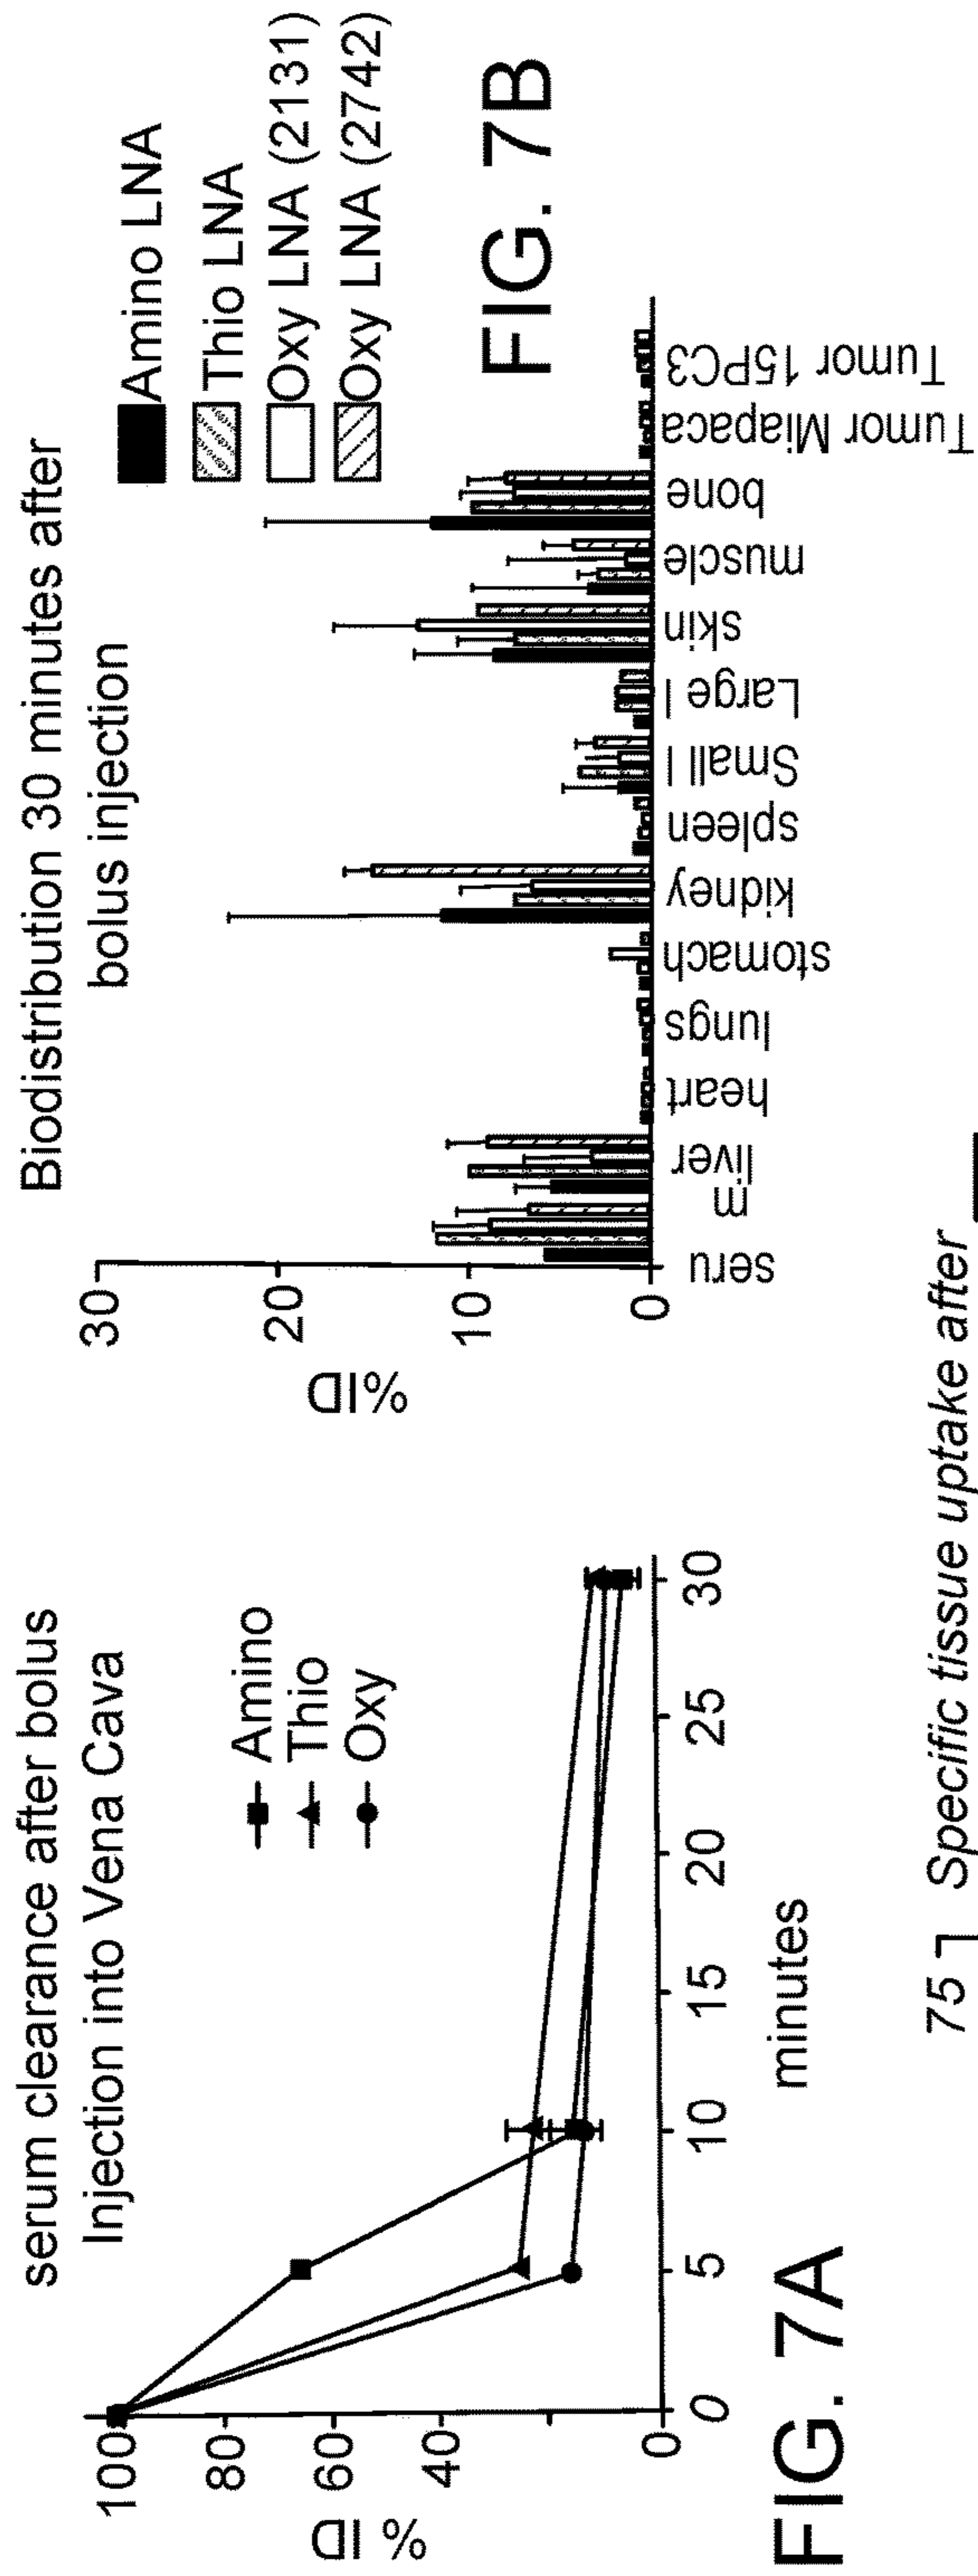 serum clearance after bolus
Injection into Vena Cava
Amino
Thio
Oxy
% ID
100
80
60
40
0
0
5
10
15
20
25
30
minutes
FIG. 7A
Biodistribution 30 minutes after
bolus injection
Amino LNA
Thio LNA
Oxy LNA (2131)
Oxy LNA (2742)
FIG. 7B
%ID
30
20
10
0
seru
m
liver
heart
lungs
stomach
kidney
spleen
Small I
Large I
skin
muscle
bone
Tumor Miapaca
Tumor 15PC3
75
Specific tissue uptake after